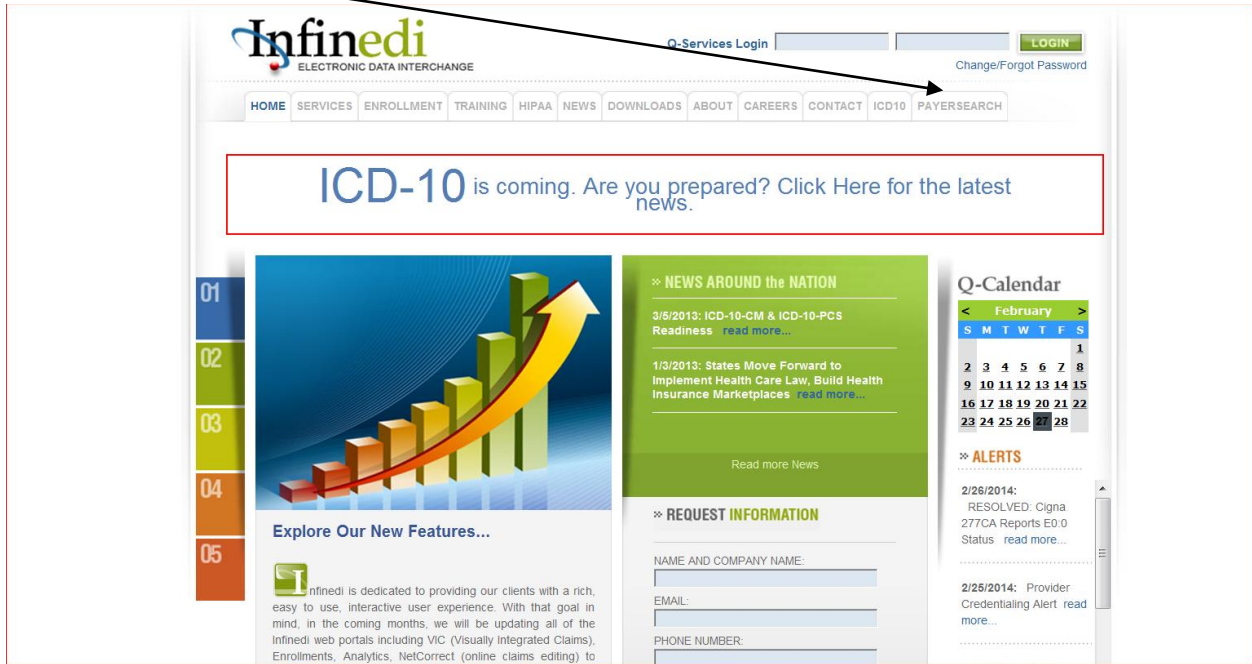 Infinedi
ELECTRONIC DATA INTERCHANGE
Q-Services Login
LOGIN
Change/Forgot Password
HOME SERVICES ENROLLMENT TRAINING HIPAA NEWS DOWNLOADS ABOUT CAREERS CONTACT ICD10 PAYERSEARCH
ICD-10 is coming. Are you prepared? Click Here for the latest
news.
01
02
03
04
05
Explore Our New Features...
Infinedi is dedicated to providing our clients with a rich,
easy to use, interactive user experience. With that goal in
mind, in the coming months, we will be updating all of the
Infinedi web portals including VIC (Visually Integrated Claims),
Enrollments, Analytics, NetCorrect (online claims editing) to
» NEWS AROUND the NATION
3/5/2013: ICD-10-CM & ICD-10-PCS
Readiness read more...
1/3/2013: States Move Forward to
Implement Health Care Law, Build Health
Insurance Marketplaces read more...
Read more News
» REQUEST INFORMATION
NAME AND COMPANY NAME:
EMAIL:
PHONE NUMBER:
Q-Calendar
< February >
S M T W T F S
1
2 3 4 5 6 7 8
9 10 11 12 13 14 15
16 17 18 19 20 21 22
23 24 25 26 27 28
» ALERTS
2/26/2014:
RESOLVED: Cigna
277CA Reports E0:0
Status read more...
2/25/2014: Provider
Credentialing Alert read
more...